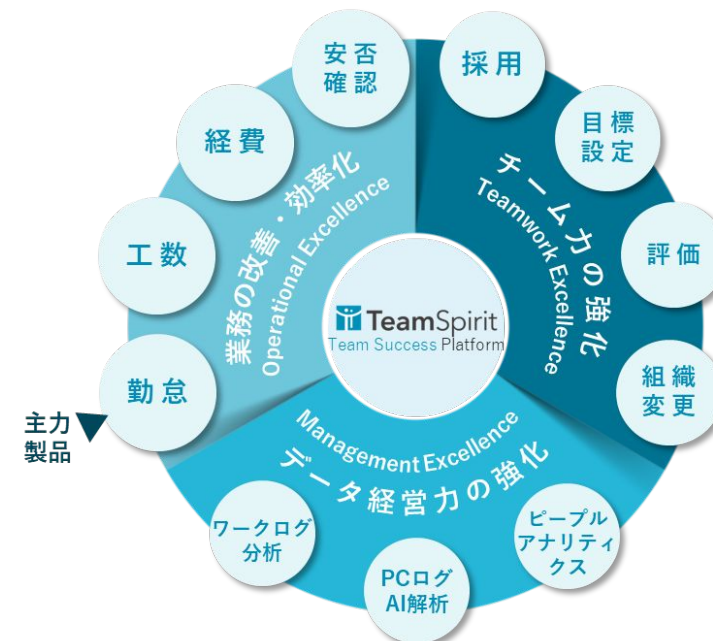 安否
確認
採用
目標
設定
経費
工数
評価
勤怠
組織
変更
主力
製品
業務の改善・効率化
Operational Excellence
チーム力の強化
Teamwork Excellence
TeamSpirit
Team Success Platform
Management Excellence
データ経営力の強化
ワークログ
分析
PCログ
AI解析
ピープル
アナリティ
クス